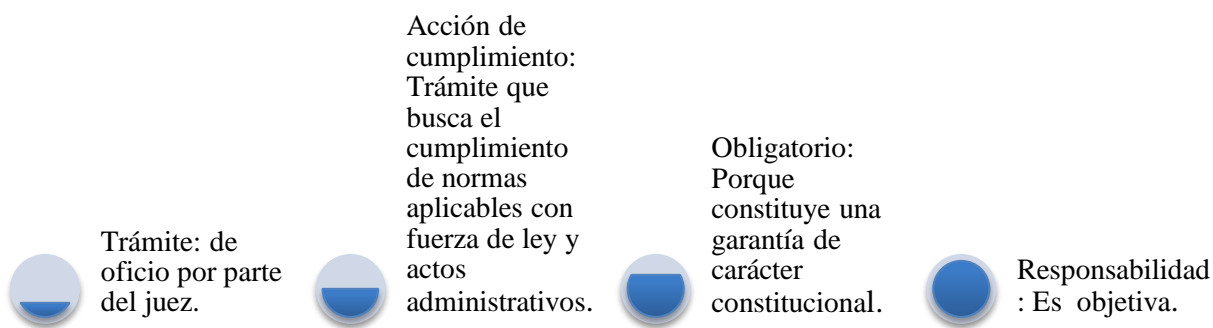 Trámite: de
oficio por parte
del juez.
Acción de
cumplimiento:
Trámite que
busca el
cumplimiento
de normas
aplicables con
fuerza de ley y
actos
administrativos.
Obligatorio:
Porque
constituye una
garantía de
carácter
constitucional.
Responsabilidad
: Es objetiva.